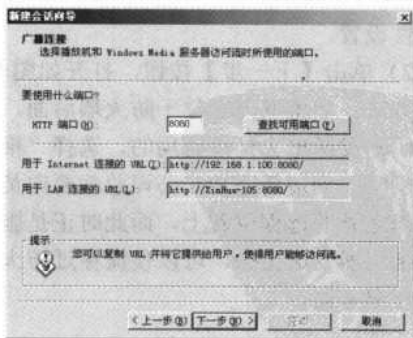 新建会话向导
广播连接
选择播放机和 Windows Media 服务器访问流时所使用的端口。
要使用什么端口?
HTTP 端口(H): 8080 查找可用端口(P)
用于 Internet 连接的 URL(I): http://192.168.1.100:8080/
用于 LAN 连接的 URL(L): http://XinHua-105:8080/
提示
您可以复制 URL 并将它提供给用户,使得用户能够访问流。
<上一步(B) 下一步(N)> 完成 取消